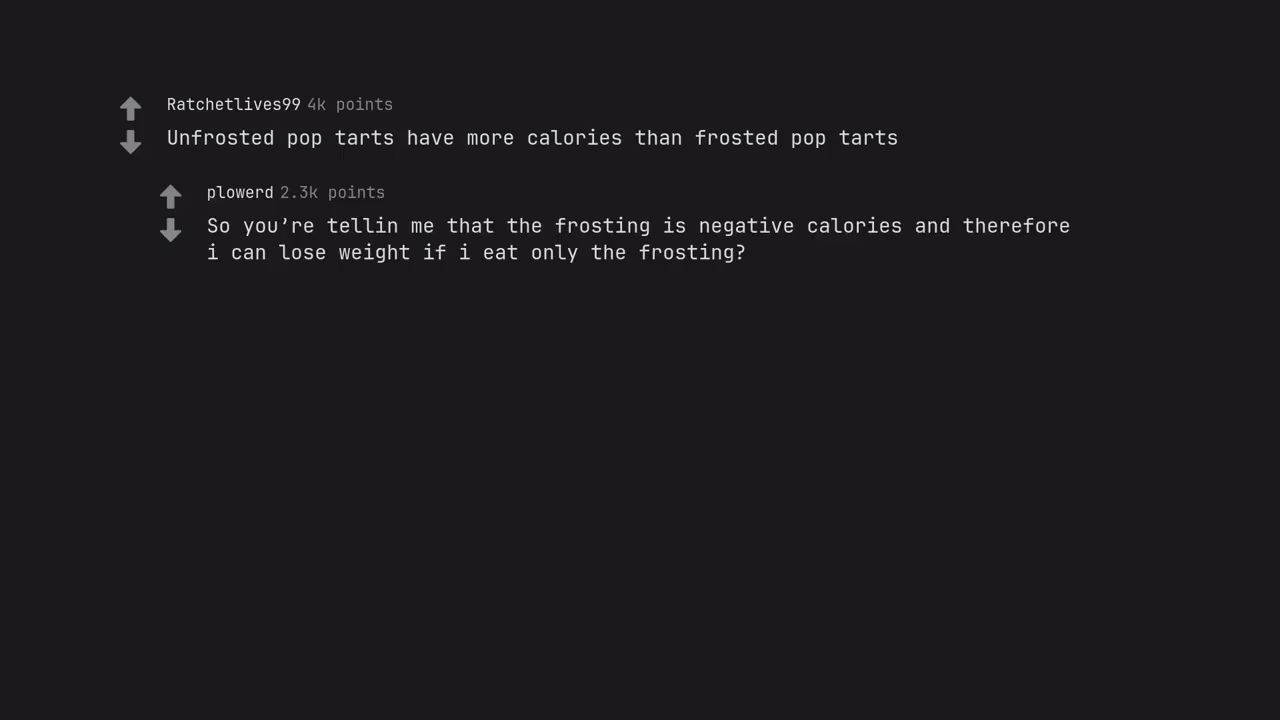 Ratchetlives99 4k points
Unfrosted pop tarts have more calories than frosted pop tarts
plowerd 2.3k points
So you’re tellin me that the frosting is negative calories and therefore
i can lose weight if i eat only the frosting?